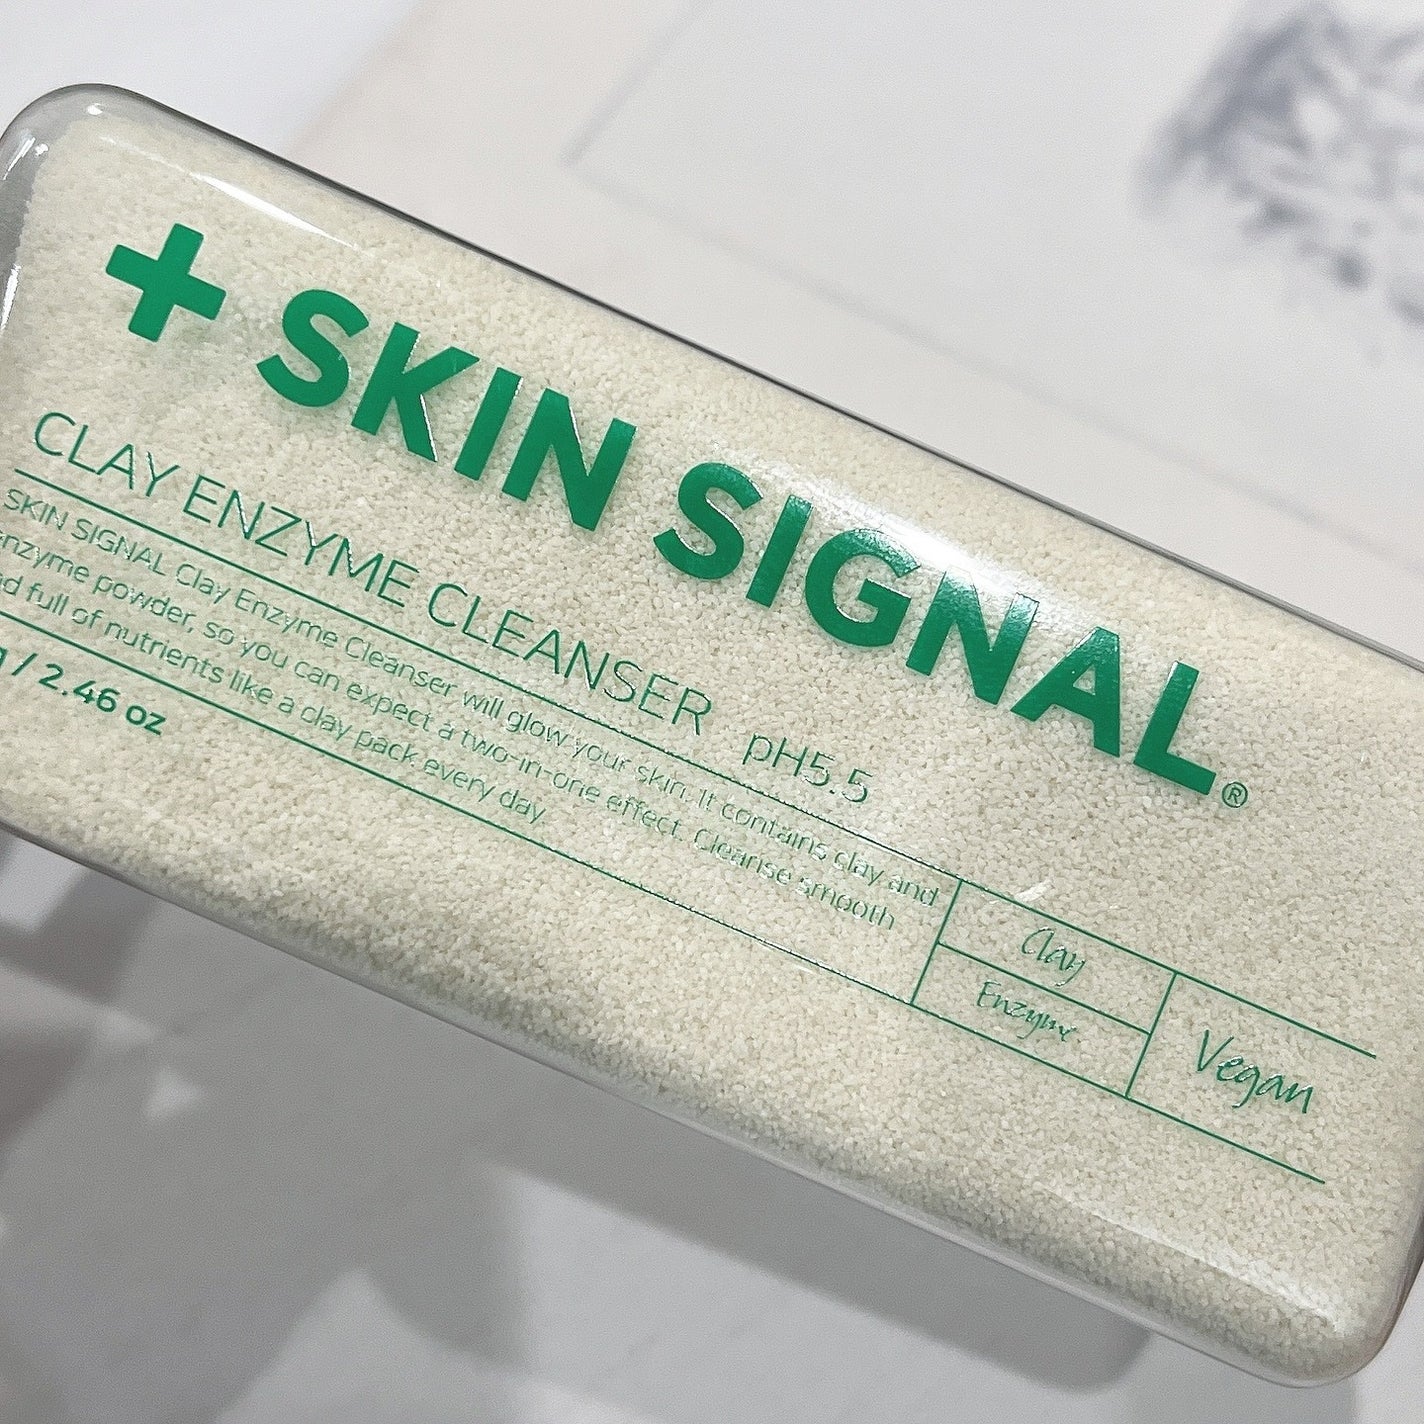 + SKIN SIGNAL®
CLAY ENZYME CLEANSER pH5.5
SKIN SIGNAL Clay Enzyme Cleanser will glow your skin. It contains clay and
enzyme powder, so you can expect a two-in-one effect. Cleanse smooth
full of nutrients like a clay pack every day.
/ 2.46 oz
Clay
Enzyme
Vegan